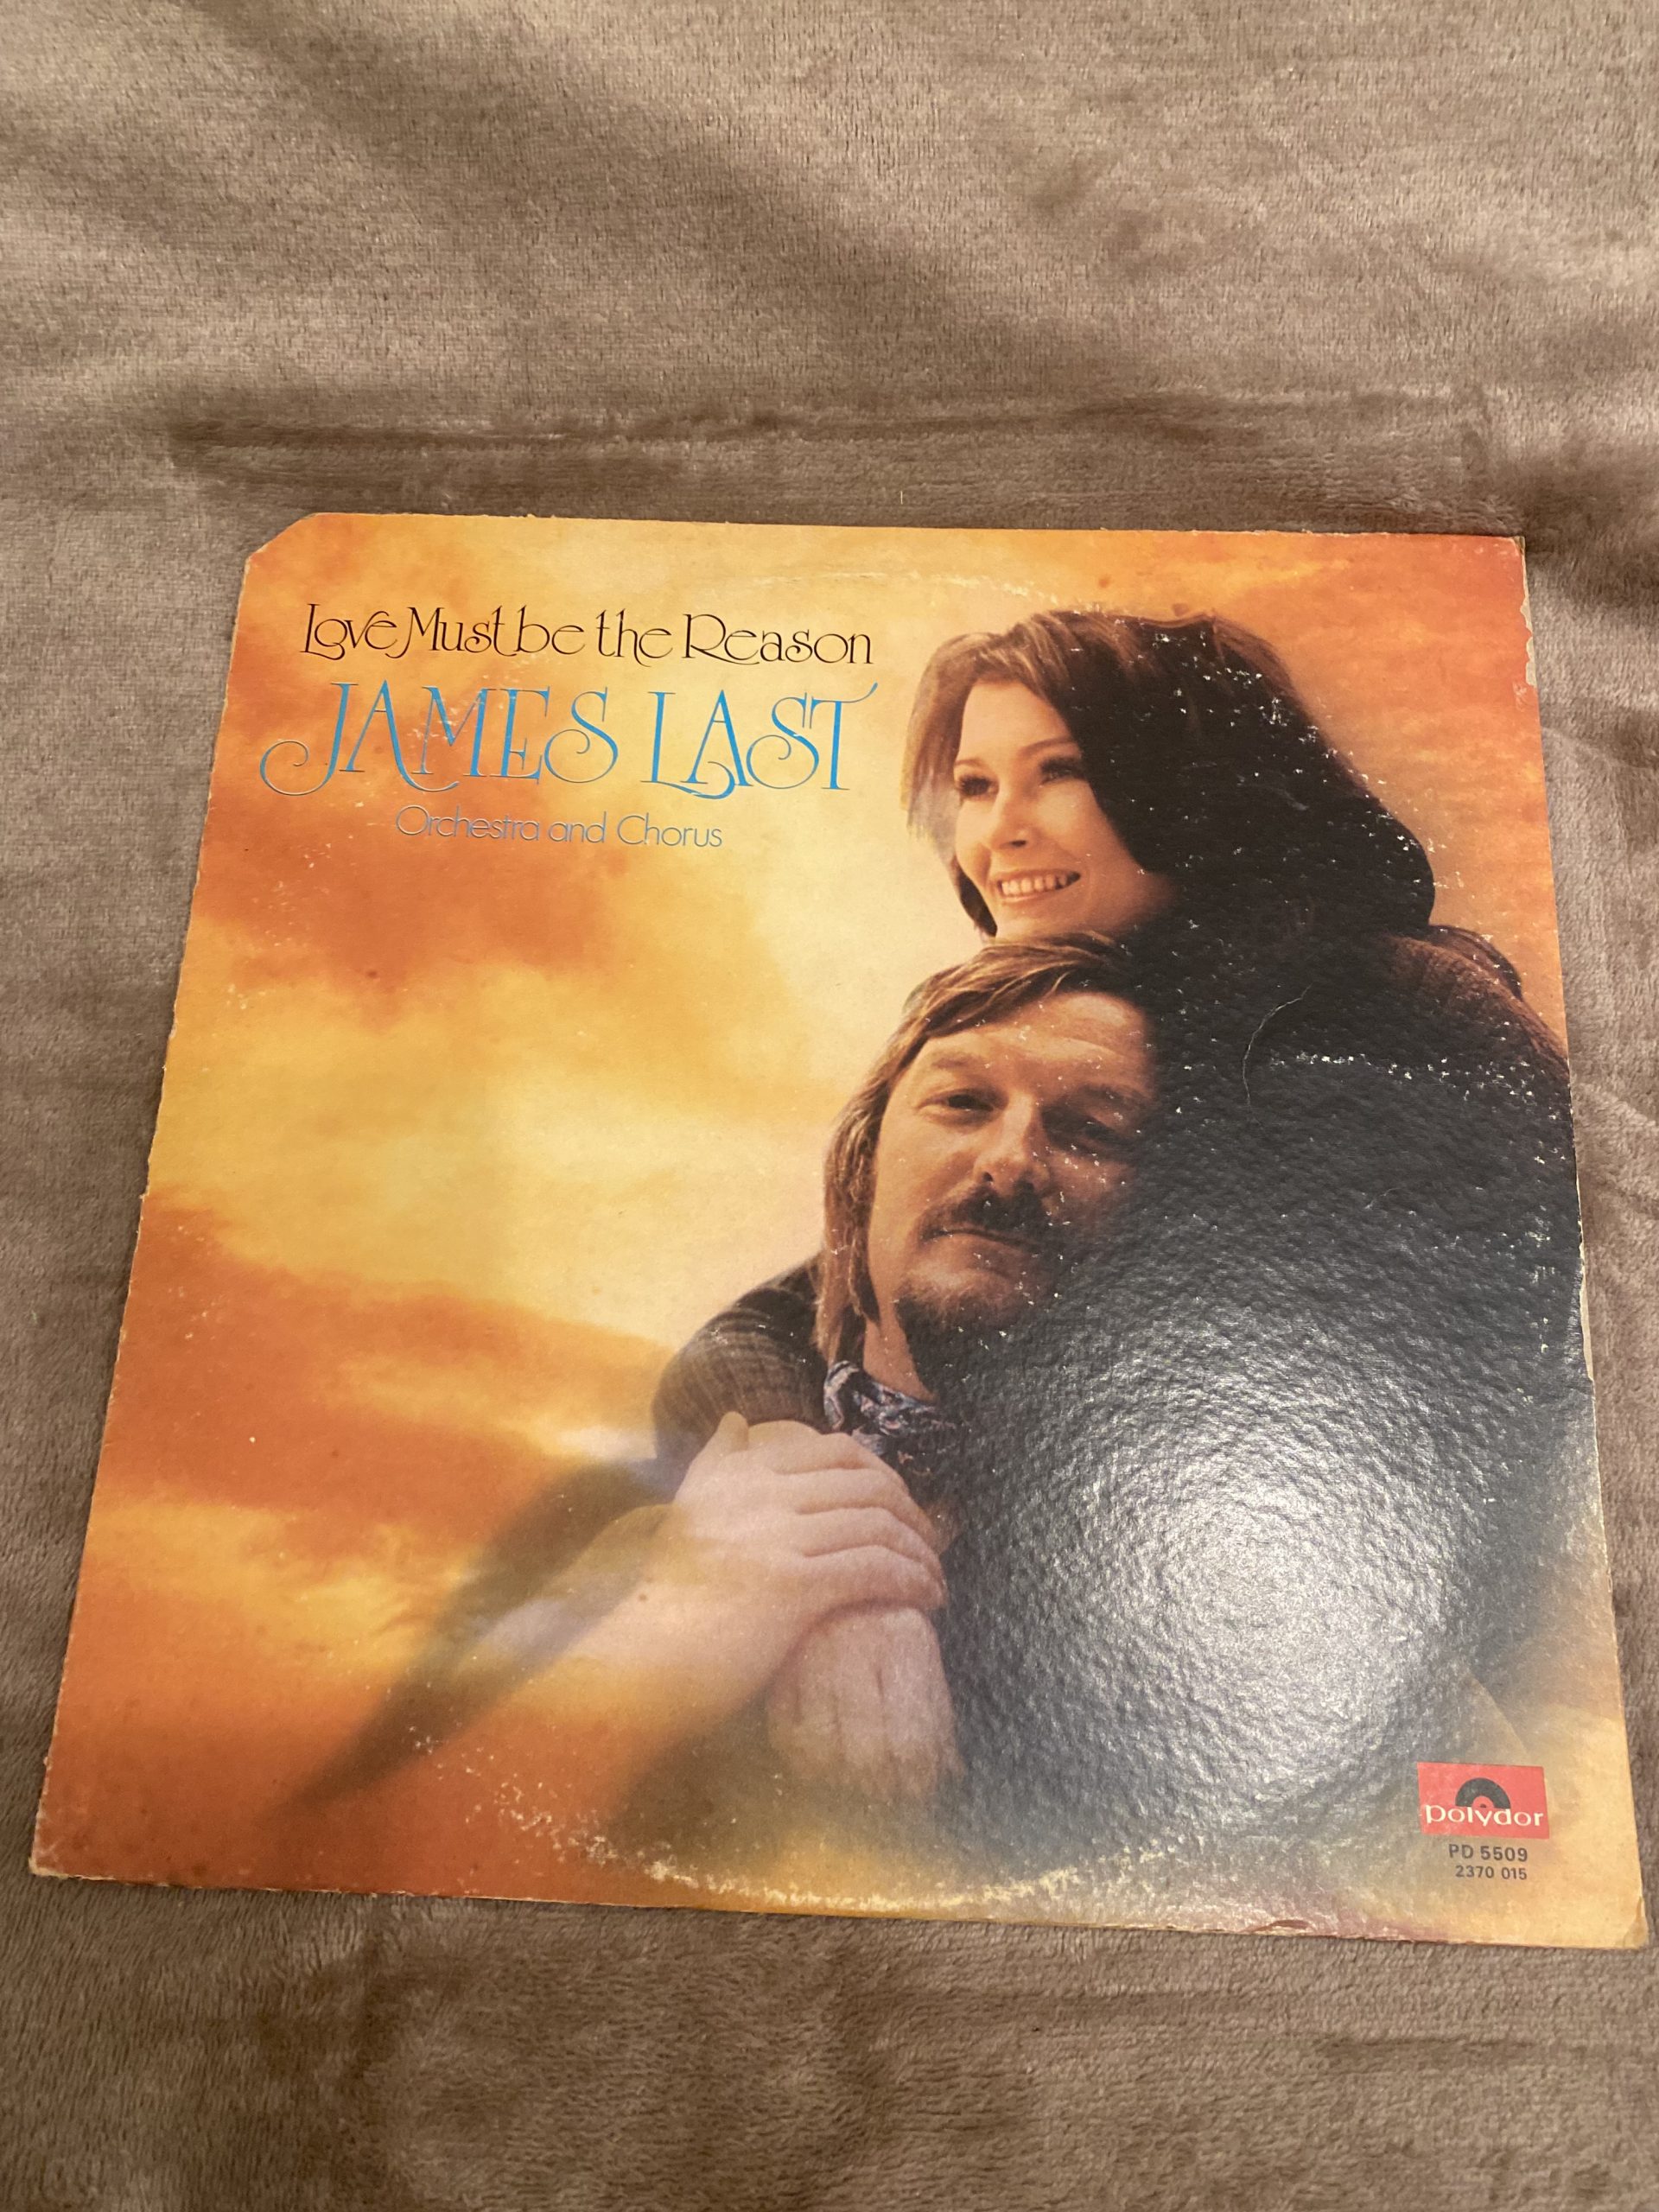 Love Must be the Reason
JAMES LAST
Orchestra and Chorus
polydor
PD 5509
2370 015